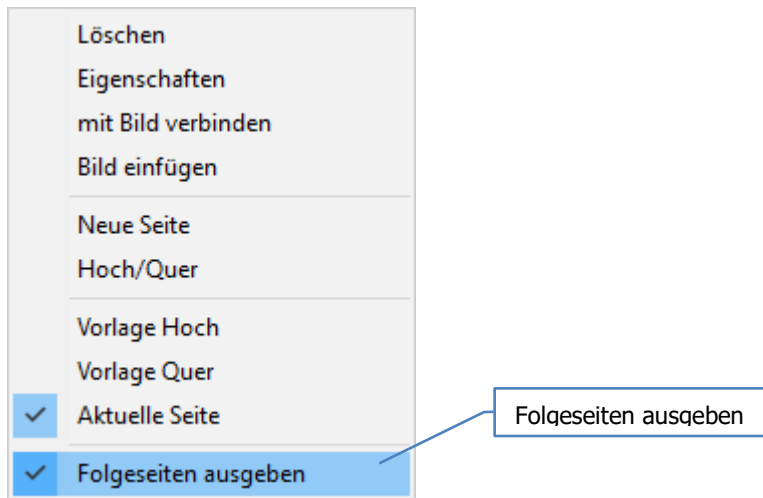 Löschen
Eigenschaften
mit Bild verbinden
Bild einfügen
Neue Seite
Hoch/Quer
Vorlage Hoch
Vorlage Quer
Aktuelle Seite
Folgeseiten ausgeben
Folgeseiten ausgeben